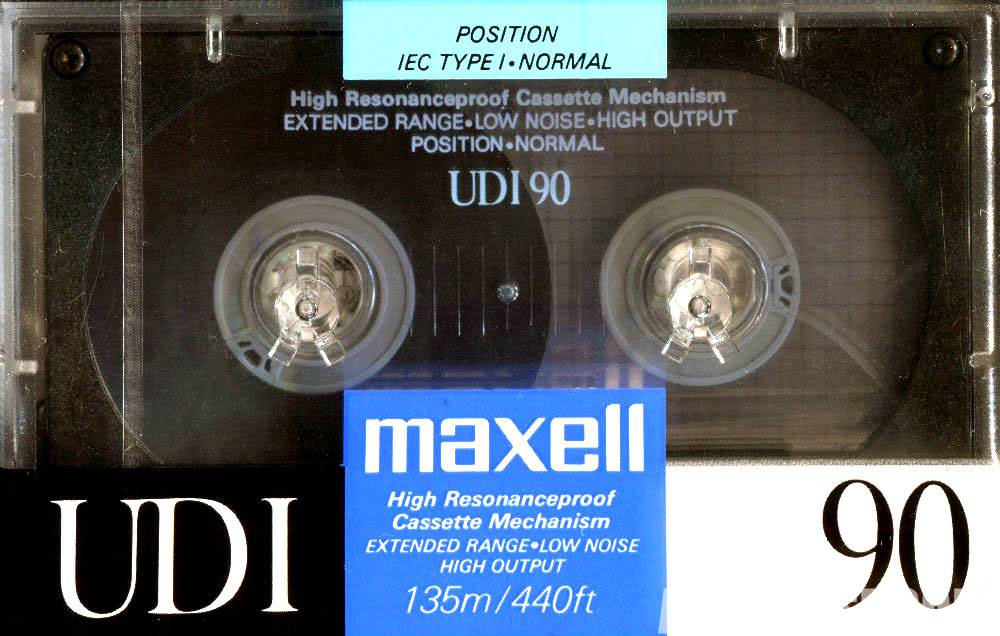 POSITION
IEC TYPE I•NORMAL
High Resonanceproof Cassette Mechanism
EXTENDED RANGE•LOW NOISE•HIGH OUTPUT
POSITION•NORMAL
UDI 90
maxell
High Resonanceproof
Cassette Mechanism
EXTENDED RANGE•LOW NOISE
HIGH OUTPUT
135m/440ft
UDI
90